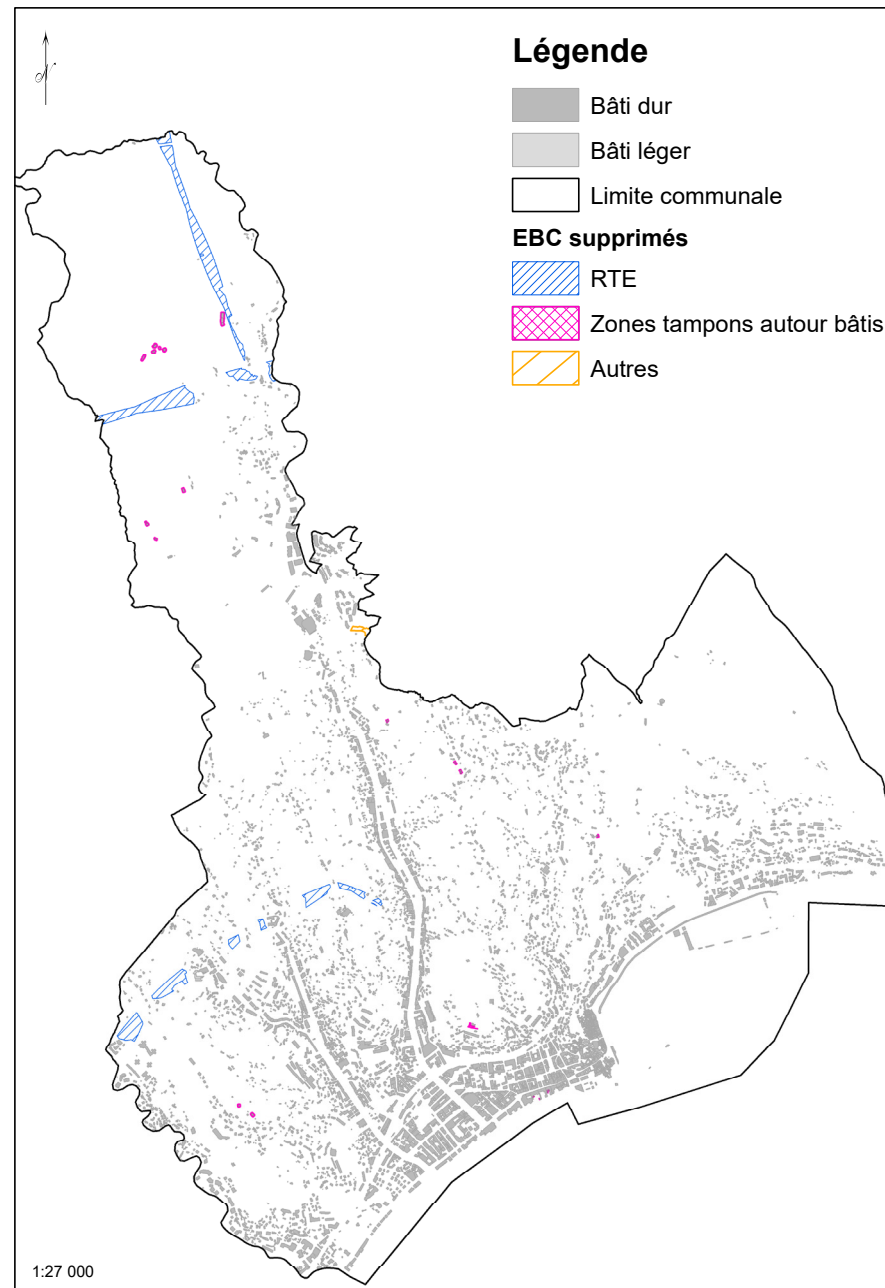 N
Légende
Bâti dur
Bâti léger
Limite communale
EBC supprimés
RTE
Zones tampons autour bâtis
Autres
1:27 000